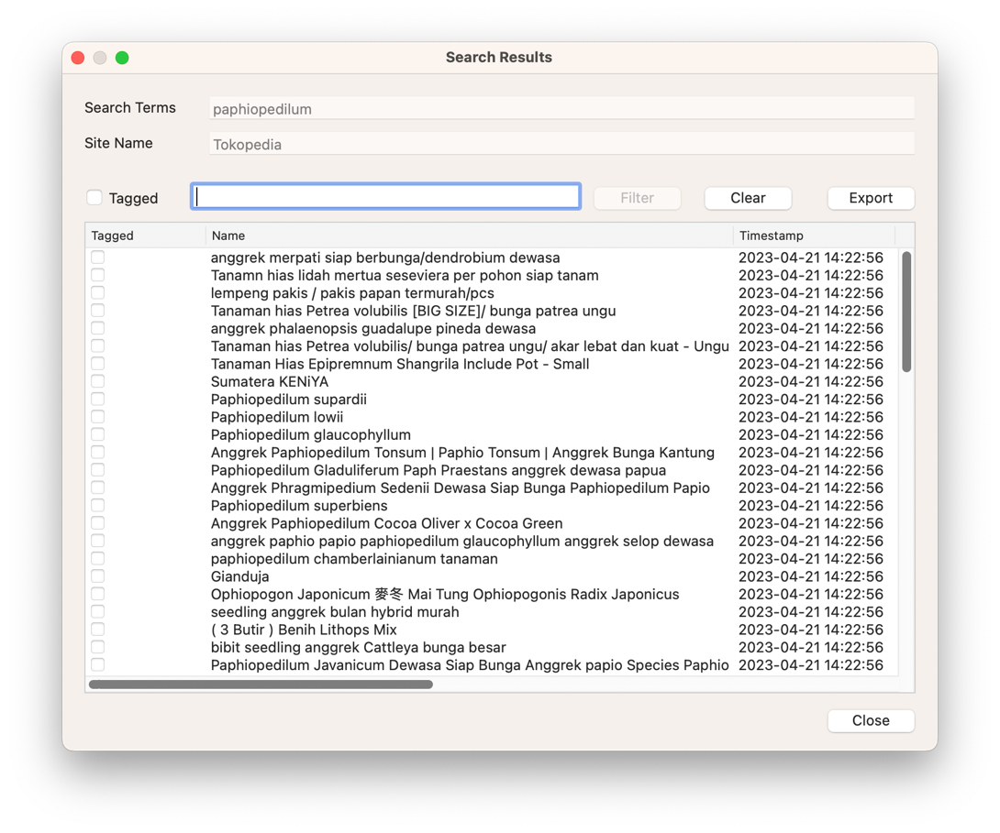 Search Results
Search Terms paphiopedilum
Site Name Tokopedia
Tagged Filter Clear Export
Tagged Name Timestamp
anggrek merpati siap berbunga/dendrobium dewasa 2023-04-21 14:22:56
Tanamn hias lidah mertua seseviera per pohon siap tanam 2023-04-21 14:22:56
lempeng pakis / pakis papan termurah/pcs 2023-04-21 14:22:56
Tanaman hias Petrea volubilis [BIG SIZE]/ bunga patrea ungu 2023-04-21 14:22:56
anggrek phalaenopsis guadalupe pineda dewasa 2023-04-21 14:22:56
Tanaman hias Petrea volubilis/ bunga patrea ungu/ akar lebat dan kuat - Ungu 2023-04-21 14:22:56
Tanaman Hias Epipremnum Shangrila Include Pot - Small 2023-04-21 14:22:56
Sumatera KENiYA 2023-04-21 14:22:56
Paphiopedilum supardii 2023-04-21 14:22:56
Paphiopedilum lowii 2023-04-21 14:22:56
Paphiopedilum glaucophyllum 2023-04-21 14:22:56
Anggrek Paphiopedilum Tonsum | Paphio Tonsum | Anggrek Bunga Kantung 2023-04-21 14:22:56
Paphiopedilum Gladuliferum Paph Praestans anggrek dewasa papua 2023-04-21 14:22:56
Anggrek Phragmipedium Sedenii Dewasa Siap Bunga Paphiopedilum Papio 2023-04-21 14:22:56
Paphiopedilum superbiens 2023-04-21 14:22:56
Anggrek Paphiopedilum Cocoa Oliver x Cocoa Green 2023-04-21 14:22:56
anggrek paphio papio paphiopedilum glaucophyllum anggrek selop dewasa 2023-04-21 14:22:56
paphiopedilum chamberlainianum tanaman 2023-04-21 14:22:56
Gianduja 2023-04-21 14:22:56
Ophiopogon Japonicum 麥冬 Mai Tung Ophiopogonis Radix Japonicus 2023-04-21 14:22:56
seedling anggrek bulan hybrid murah 2023-04-21 14:22:56
( 3 Butir ) Benih Lithops Mix 2023-04-21 14:22:56
bibit seedling anggrek Cattleya bunga besar 2023-04-21 14:22:56
Paphiopedilum Javanicum Dewasa Siap Bunga Anggrek papio Species Paphio 2023-04-21 14:22:56
Close